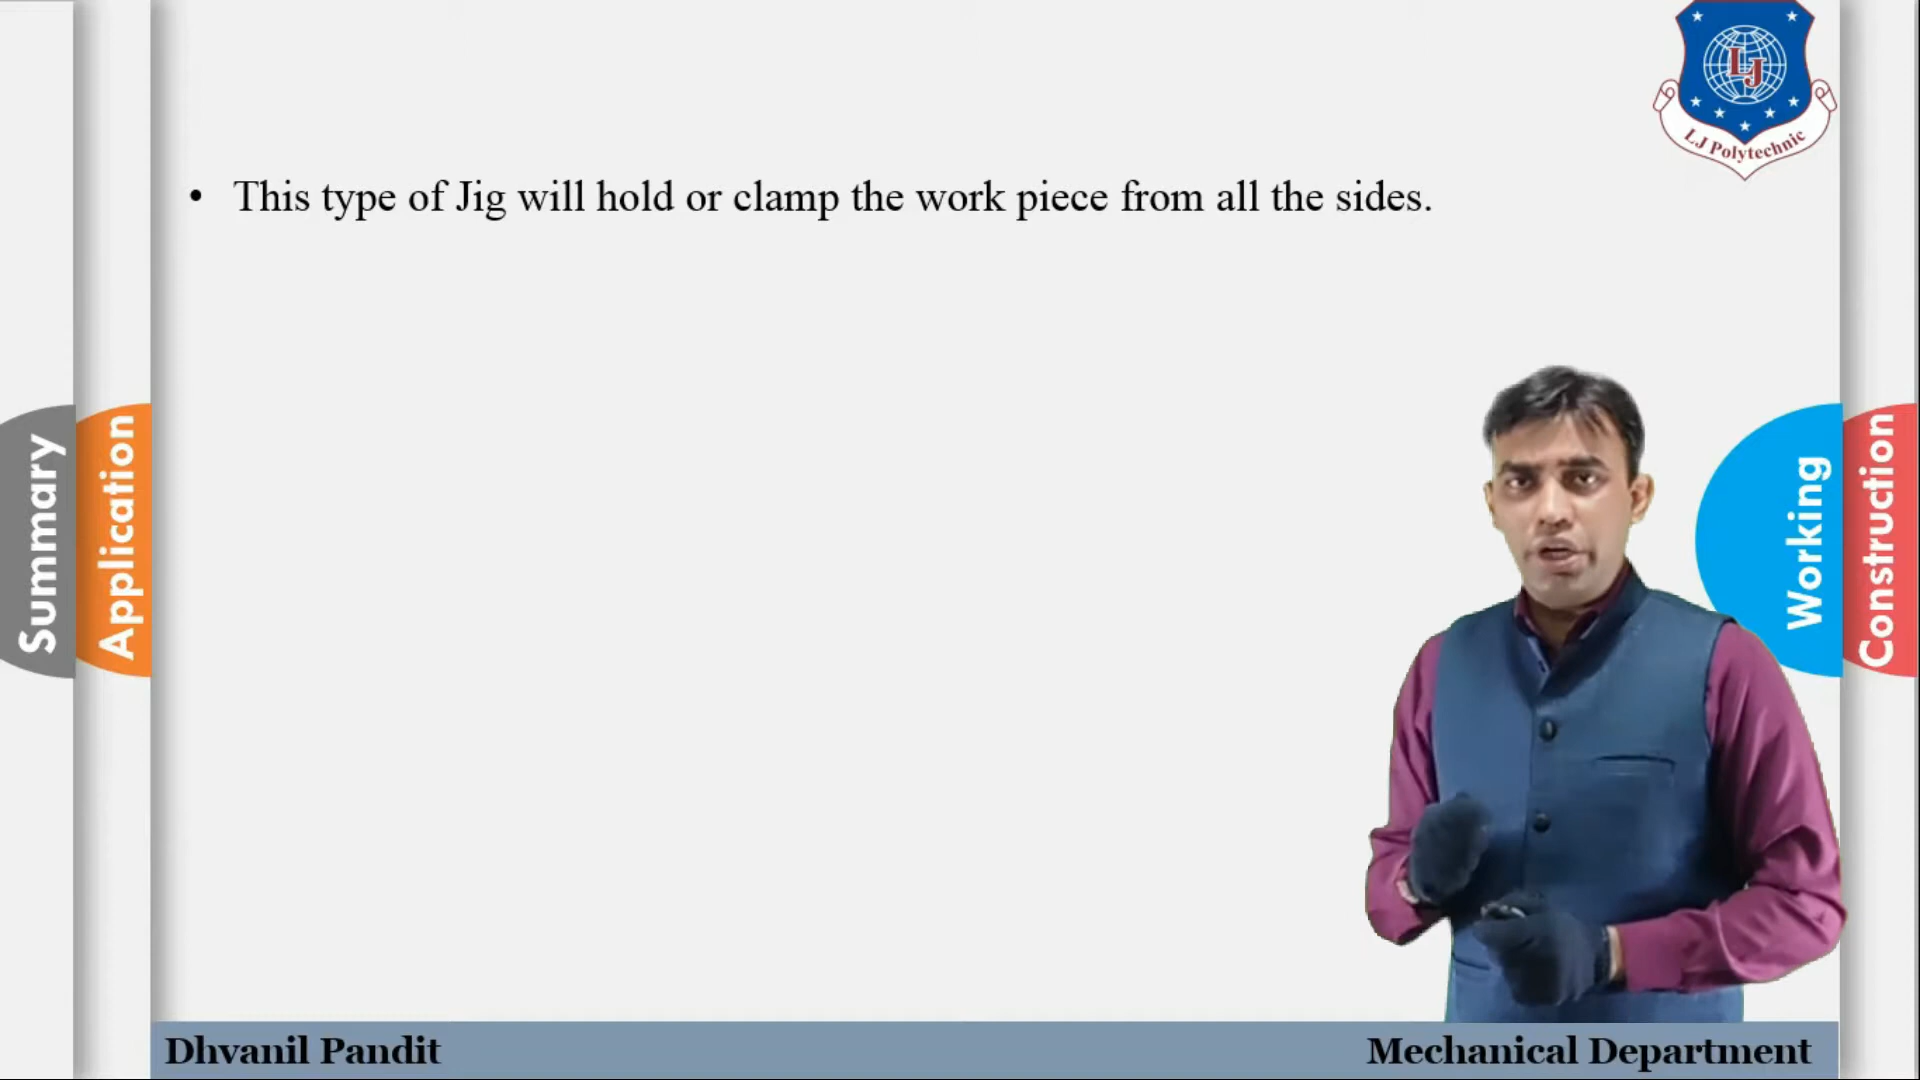 LJ
LJ Polytechnic
• This type of Jig will hold or clamp the work piece from all the sides.
Summary
Application
Working
Construction
Dhvanil Pandit
Mechanical Department